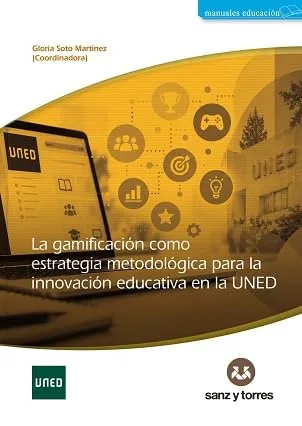 manuales educación
Gloria Soto Martínez
(Coordinadora)
UNED
UNED
La gamificación como
estrategia metodológica para la
innovación educativa en la UNED
UNED
sanz y torres